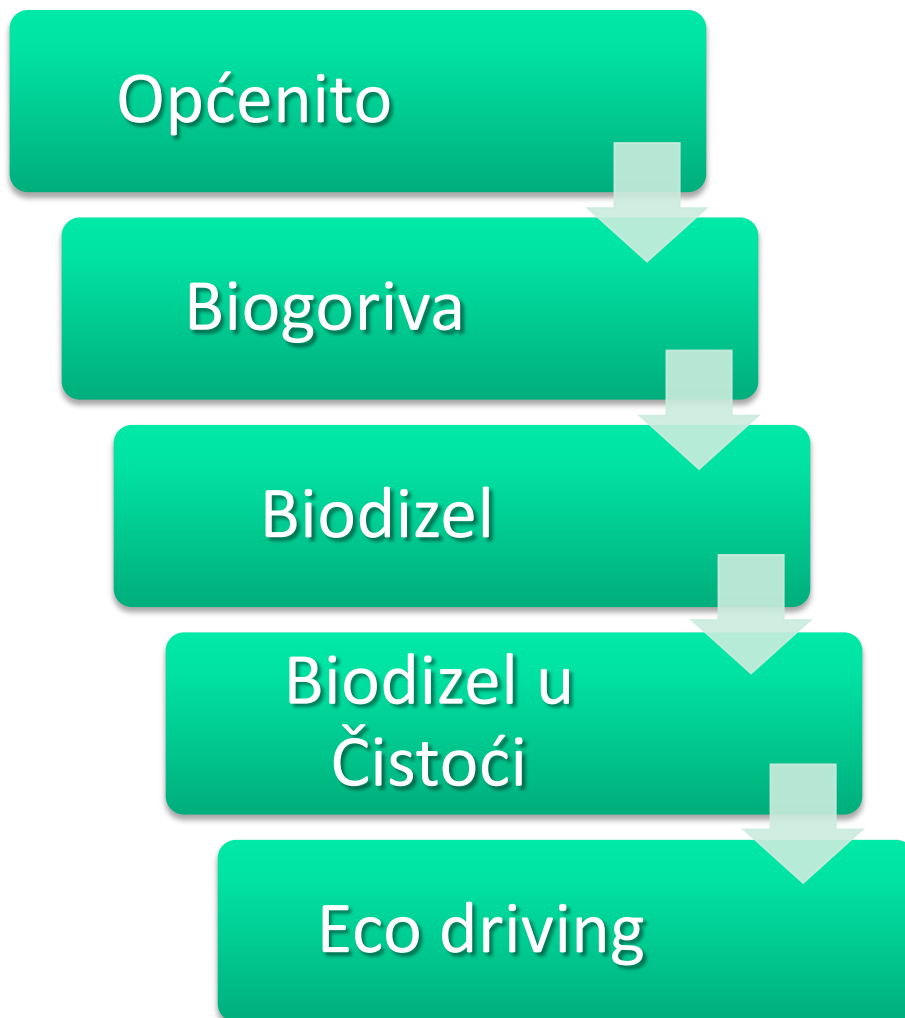 Općenito
Biogoriva
Biodizel
Biodizel u
Čistoći
Eco driving